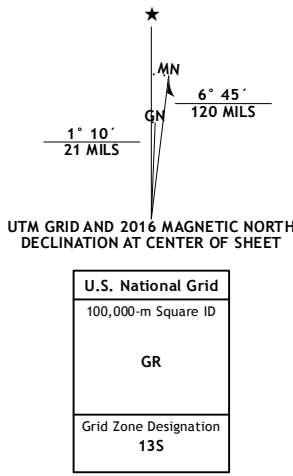 ★
MN
GN
6° 45´
120 MILS
1° 10´
21 MILS
UTM GRID AND 2016 MAGNETIC NORTH
DECLINATION AT CENTER OF SHEET
U.S. National Grid
100,000-m Square ID
GR
Grid Zone Designation
13S